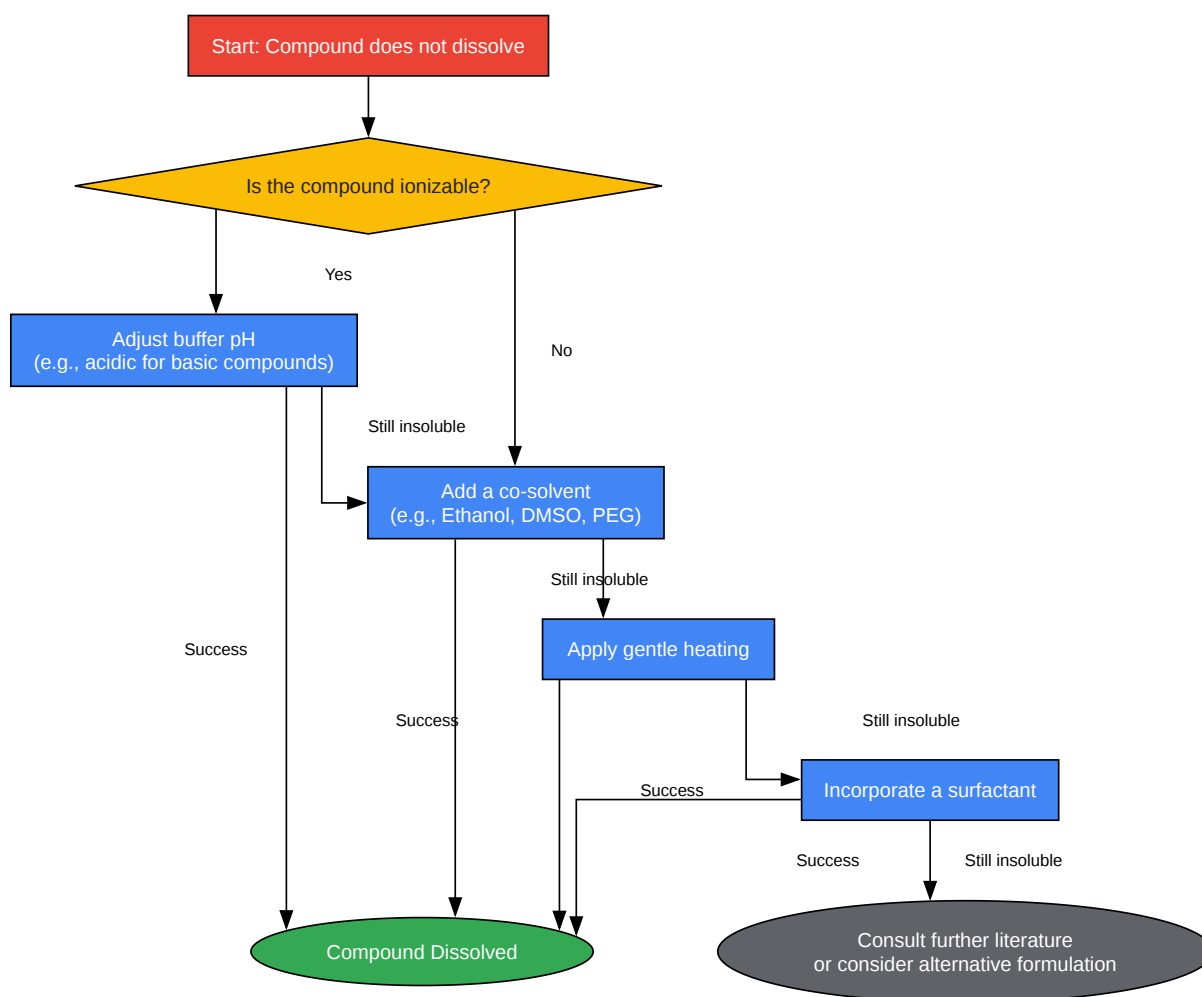 Start: Compound does not dissolve
Is the compound ionizable?
Yes
Adjust buffer pH
(e.g., acidic for basic compounds)
No
Still insoluble
Add a co-solvent
(e.g., Ethanol, DMSO, PEG)
Still insoluble
Success
Apply gentle heating
Success
Still insoluble
Success
Incorporate a surfactant
Success
Still insoluble
Compound Dissolved
Consult further literature
or consider alternative formulation